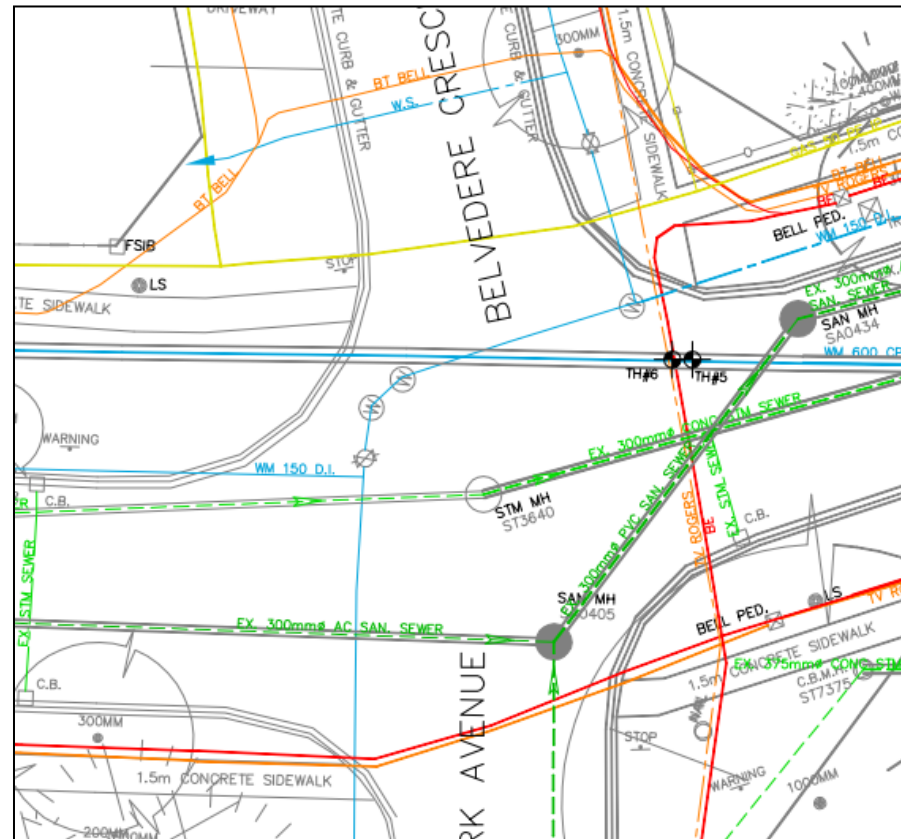 DRIVEWAY
CURB & GUTTER
BT BELL
W.S.
BELVEDERE CRESC
CURB & GUTTER
300MM
1.5m CONCRETE SIDEWALK
BT BELL
BT BELL
BELL PED.
WM 150 D.I.
FSIB
LS
STOP
SIDEWALK
EX. 300mmø
SAN. SEWER
SAN MH
SA0434
WM 600 CP
TH#6
TH#5
WARNING
WM 150 D.I.
EX. 300mmø CONC STM SEWER
C.B.
STM MH
ST3640
EX. 300mmø PVC SAN. SEWER
EX. STM SEWER
TV ROGERS
BE
C.B.
EX. STM SEWER
EX. 300mmø AC SAN. SEWER
SAN MH
0405
BELL PED.
LS
C.B.
1.5m CONCRETE SIDEWALK
EX. 375mmø CONC STM
C.B.M.H.
ST7375
300MM
RK AVENUE
STOP
WARNING
1000MM
1.5m CONCRETE SIDEWALK
200MM